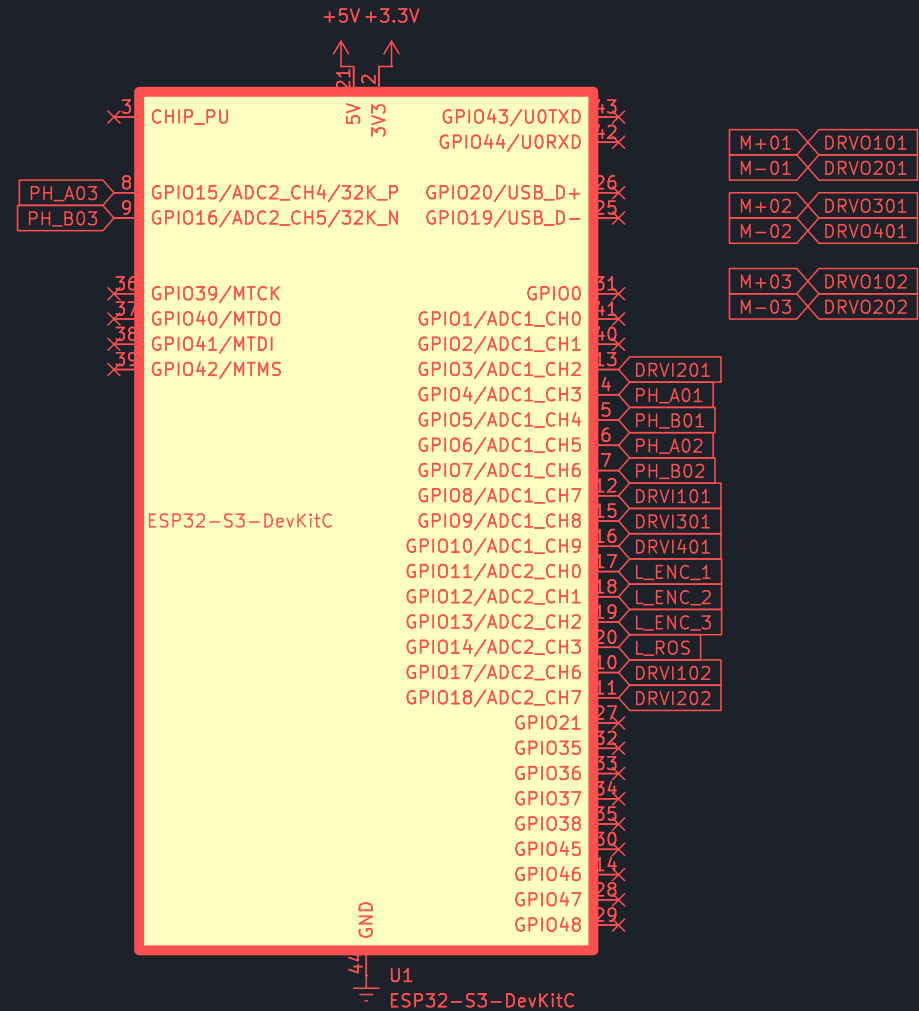 +5V +3.3V
21 2
3 CHIP_PU 5V 3V3 GPIO43/U0TXD 43
GPIO44/U0RXD 42
M+01 DRVO101
M-01 DRVO201
PH_A03 8 GPIO15/ADC2_CH4/32K_P GPIO20/USB_D+ 26
PH_B03 9 GPIO16/ADC2_CH5/32K_N GPIO19/USB_D- 25
M+02 DRVO301
M-02 DRVO401
36 GPIO39/MTCK GPIO0 31
M+03 DRVO102
M-03 DRVO202
37 GPIO40/MTDO GPIO1/ADC1_CH0 41
38 GPIO41/MTDI GPIO2/ADC1_CH1 40
39 GPIO42/MTMS GPIO3/ADC1_CH2 13 DRVI201
GPIO4/ADC1_CH3 4 PH_A01
GPIO5/ADC1_CH4 5 PH_B01
GPIO6/ADC1_CH5 6 PH_A02
GPIO7/ADC1_CH6 7 PH_B02
GPIO8/ADC1_CH7 12 DRVI101
ESP32-S3-DevKitC GPIO9/ADC1_CH8 15 DRVI301
GPIO10/ADC1_CH9 16 DRVI401
GPIO11/ADC2_CH0 17 L_ENC_1
GPIO12/ADC2_CH1 18 L_ENC_2
GPIO13/ADC2_CH2 19 L_ENC_3
GPIO14/ADC2_CH3 20 L_ROS
GPIO17/ADC2_CH6 10 DRVI102
GPIO18/ADC2_CH7 11 DRVI202
GPIO21 27
GPIO35 32
GPIO36 33
GPIO37 34
GPIO38 35
GPIO45 30
GPIO46 14
GPIO47 28
GND GPIO48 29
44 U1
ESP32-S3-DevKitC